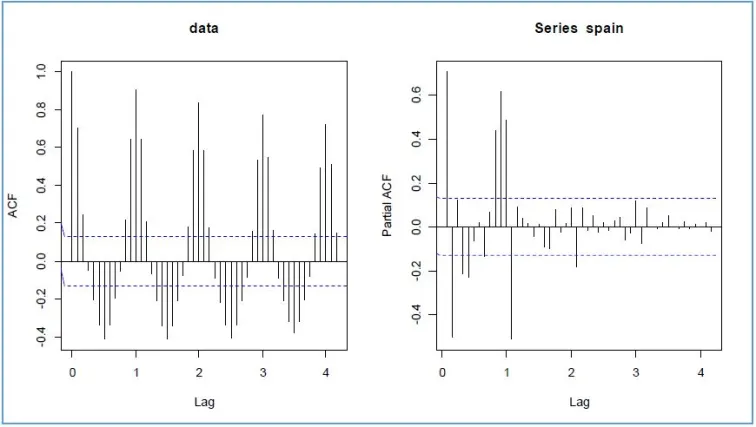 data
Series spain
ACF
-0.4 -0.2 0.0 0.2 0.4 0.6 0.8 1.0
0 1 2 3 4
Lag
Partial ACF
-0.4 -0.2 0.0 0.2 0.4 0.6
0 1 2 3 4
Lag